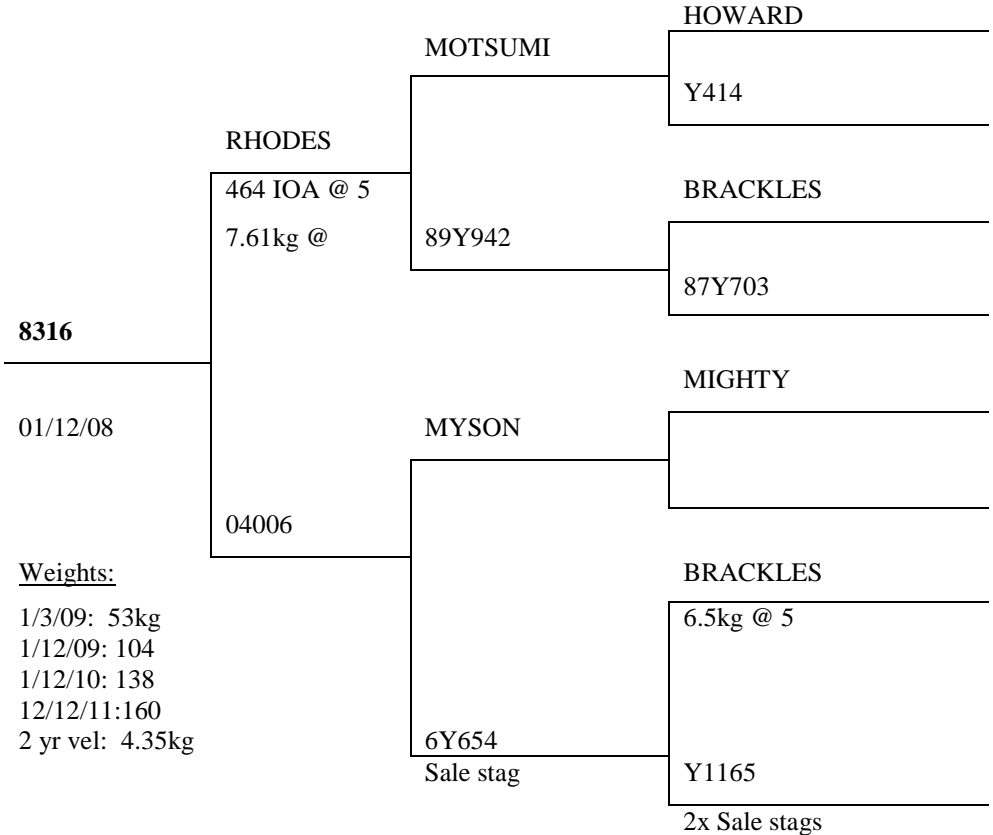 HOWARD
MOTSUMI
Y414
RHODES
464 IOA @ 5
BRACKLES
7.61kg @
89Y942
87Y703
8316
MIGHTY
01/12/08
MYSON
04006
Weights:
BRACKLES
1/3/09: 53kg
6.5kg @ 5
1/12/09: 104
1/12/10: 138
12/12/11:160
2 yr vel: 4.35kg
6Y654
Sale stag
Y1165
2x Sale stags